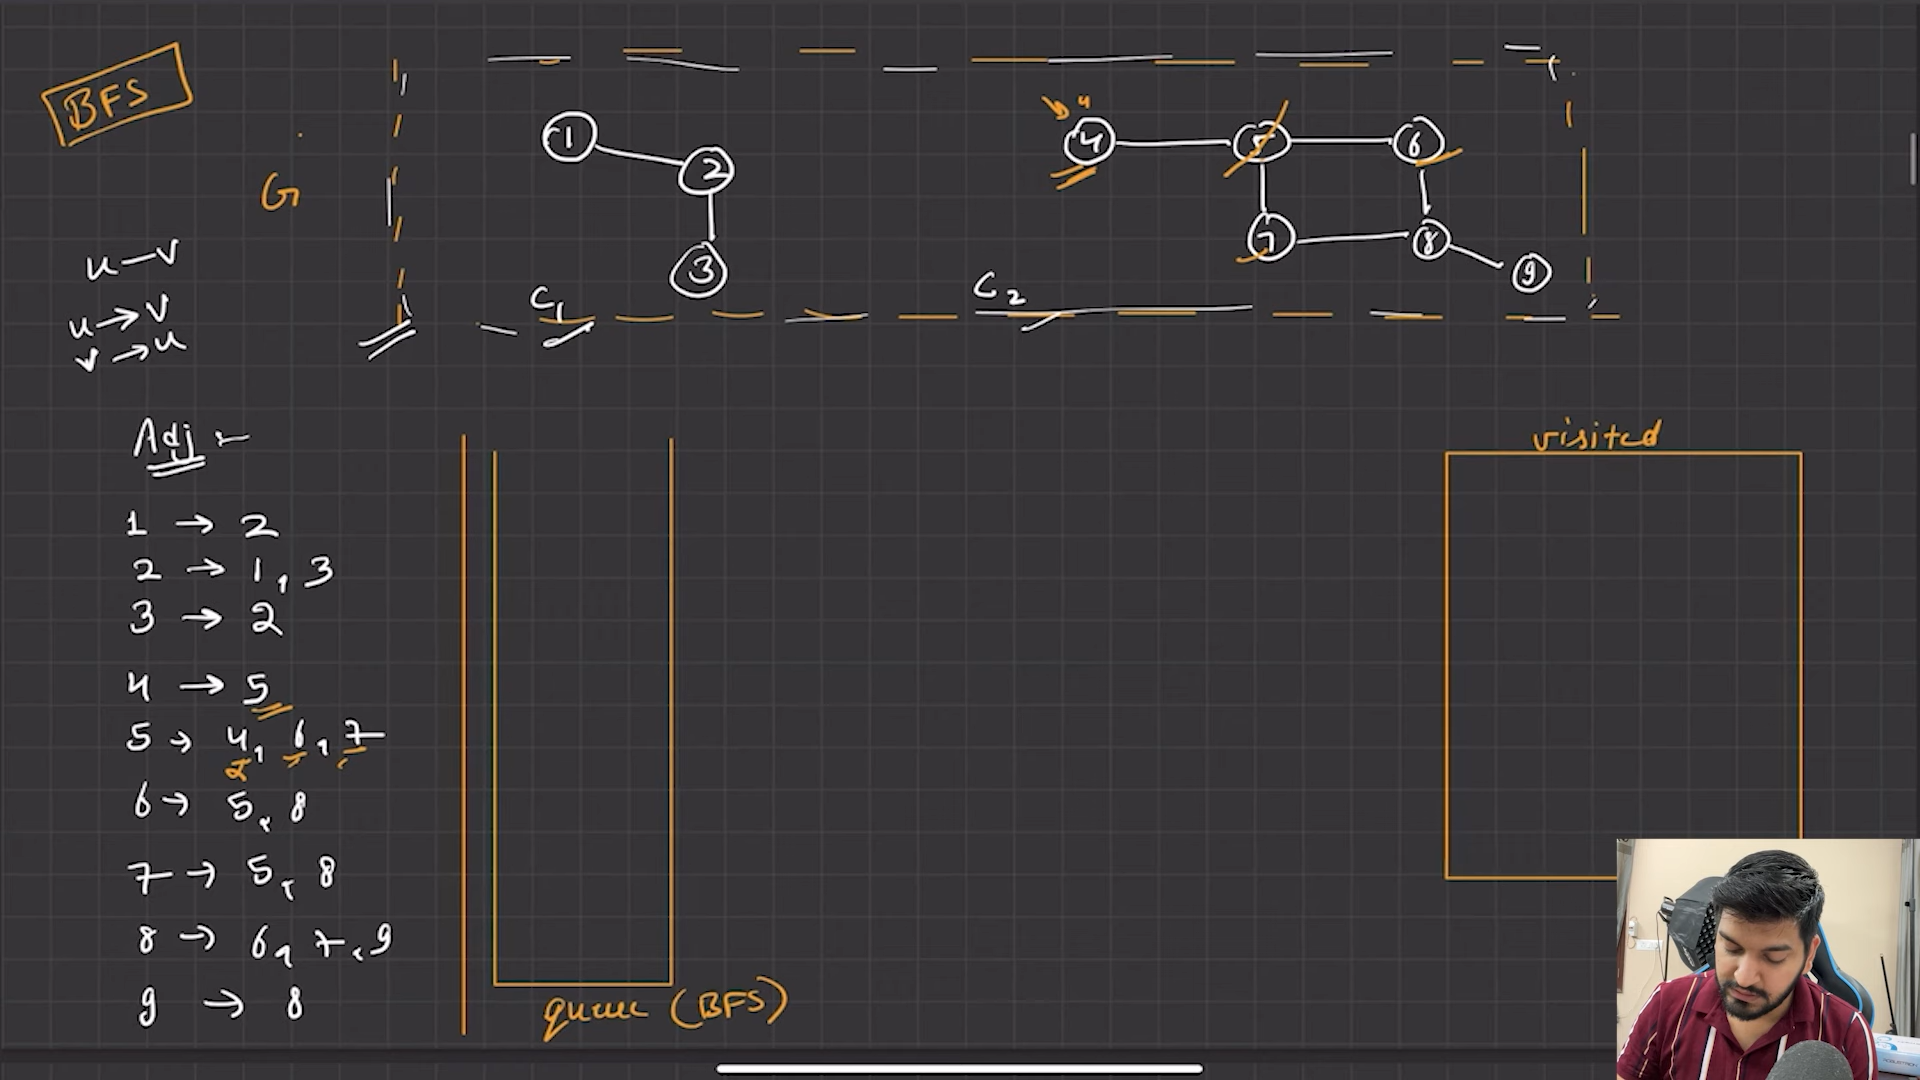 BFS
G
u — v
u → v
v → u
1
2
3
C1
4
4
5
6
7
8
9
C2
Adj
1 → 2
2 → 1, 3
3 → 2
4 → 5
5 → 4, 6, 7
6 → 5, 8
7 → 5, 8
8 → 6, 7, 9
9 → 8
queue (BFS)
visited